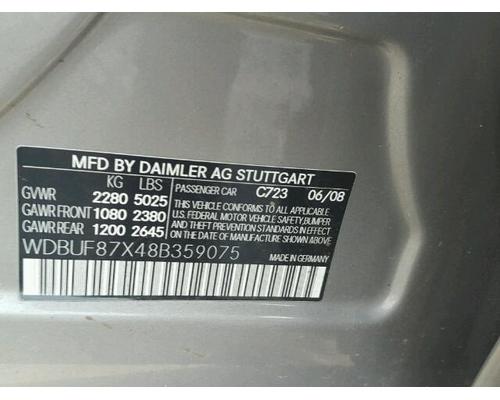 MFD BY DAIMLER AG STUTTGART
KG LBS
GVWR 2280 5025
GAWR FRONT 1080 2380
GAWR REAR 1200 2645
PASSENGER CAR C723 06/08
THIS VEHICLE CONFORMS TO ALL APPLICABLE
U.S. FEDERAL MOTOR VEHICLE SAFETY, BUMPER
AND THEFT PREVENTION STANDARDS IN EFFECT
ON THE DATE OF MANUFACTURE SHOWN ABOVE.
WDBUF87X48B359075
MADE IN GERMANY